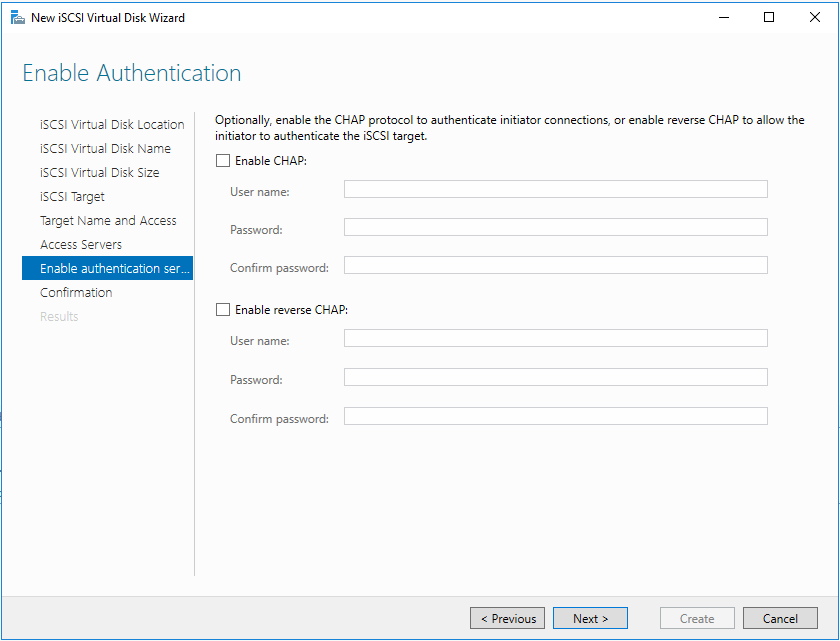 New iSCSI Virtual Disk Wizard
Enable Authentication
iSCSI Virtual Disk Location
iSCSI Virtual Disk Name
iSCSI Virtual Disk Size
iSCSI Target
Target Name and Access
Access Servers
Enable authentication ser...
Confirmation
Results
Optionally, enable the CHAP protocol to authenticate initiator connections, or enable reverse CHAP to allow the
initiator to authenticate the iSCSI target.
Enable CHAP:
User name:
Password:
Confirm password:
Enable reverse CHAP:
User name:
Password:
Confirm password:
< Previous
Next >
Create
Cancel